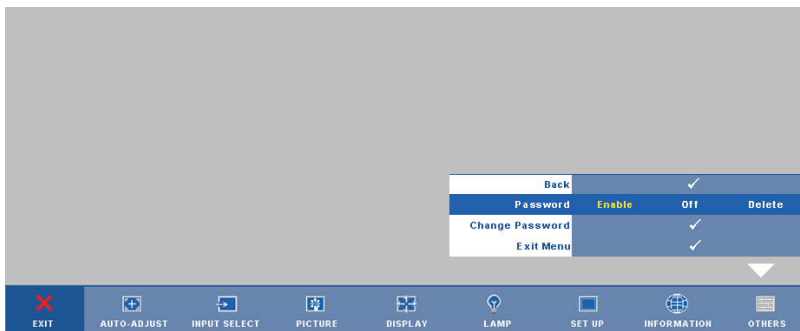 Back
Password Enable Off Delete
Change Password
Exit Menu
EXIT AUTO-ADJUST INPUT SELECT PICTURE DISPLAY LAMP SET UP INFORMATION OTHERS